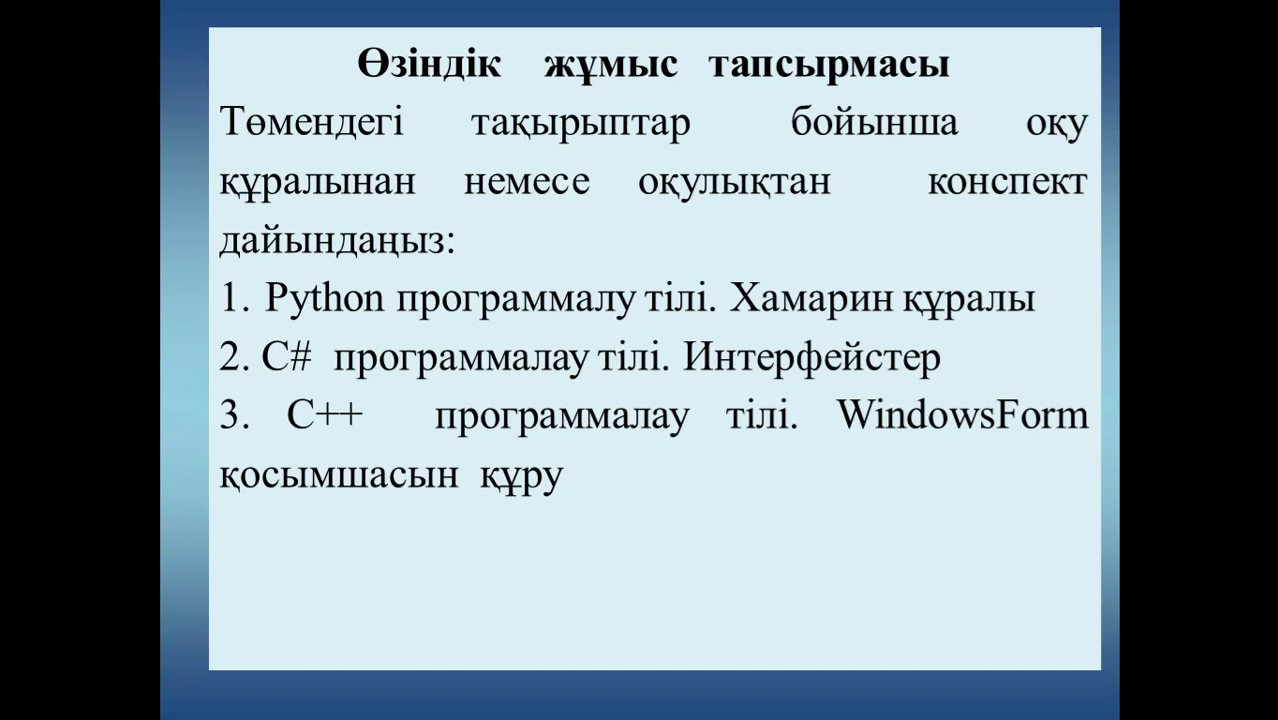 Өзіндік жұмыс тапсырмасы
Төмендегі тақырыптар бойынша оқу
құралынан немесе оқулықтан конспект
дайындаңыз:
1. Python программалу тілі. Хамарин құралы
2. C# программалау тілі. Интерфейстер
3. C++ программалау тілі. WindowsForm
қосымшасын құру